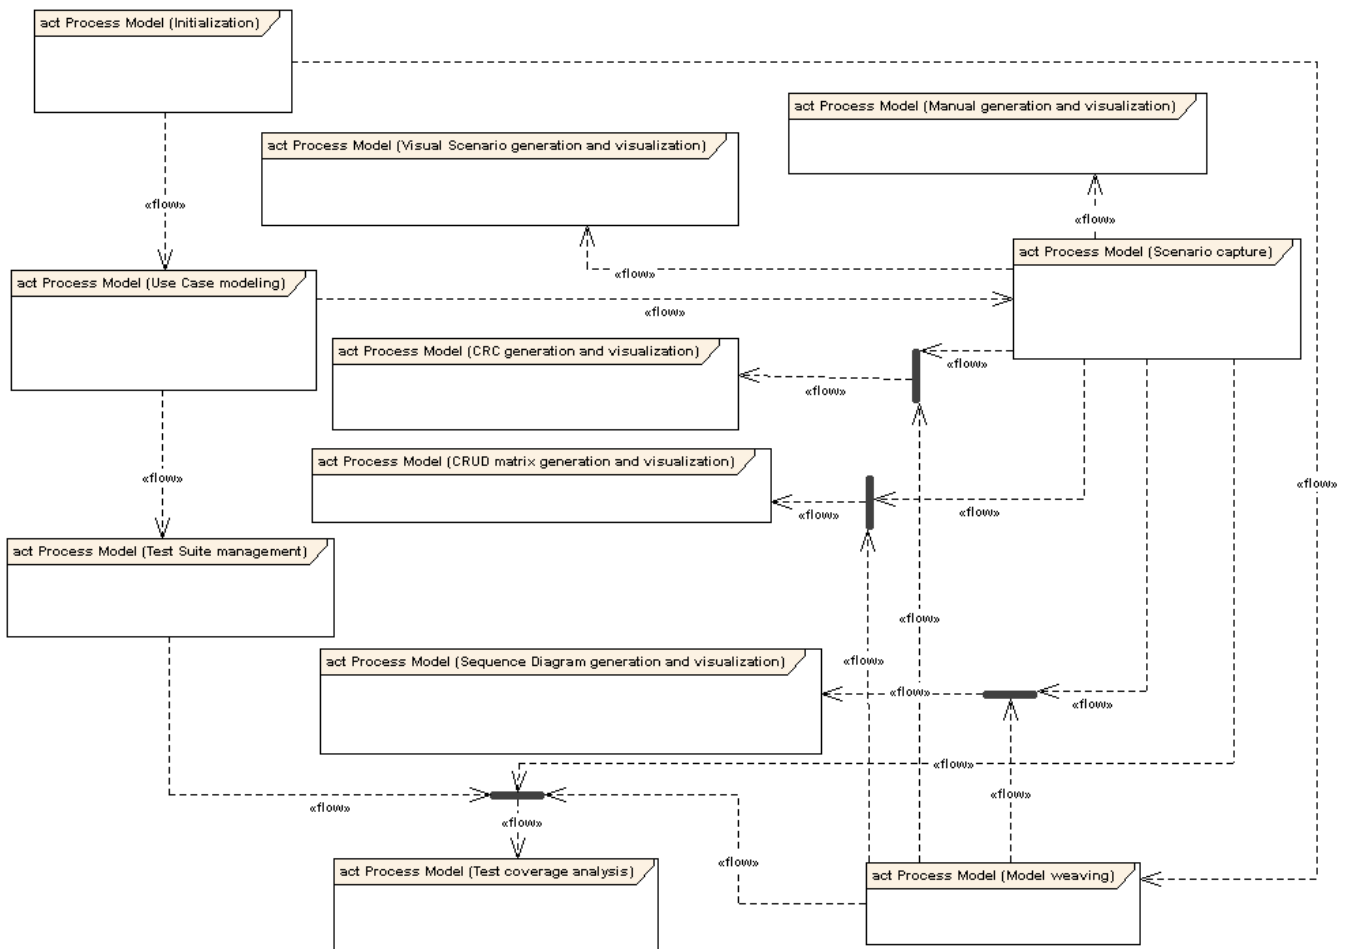 act Process Model (Initialization)
act Process Model (Manual generation and visualization)
act Process Model (Visual Scenario generation and visualization)
«flow»
«flow»
act Process Model (Scenario capture)
«flow»
act Process Model (Use Case modeling)
«flow»
act Process Model (CRC generation and visualization)
«flow»
«flow»
act Process Model (CRUD matrix generation and visualization)
«flow»
«flow»
«flow»
«flow»
act Process Model (Test Suite management)
«flow»
«flow»
act Process Model (Sequence Diagram generation and visualization)
«flow»
«flow»
«flow»
«flow»
«flow»
«flow»
«flow»
act Process Model (Test coverage analysis)
act Process Model (Model weaving)